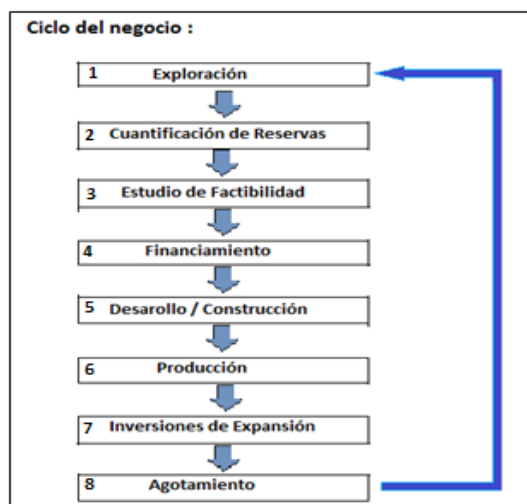 Ciclo del negocio :
1 Exploración
2 Cuantificación de Reservas
3 Estudio de Factibilidad
4 Financiamiento
5 Desarollo / Construcción
6 Producción
7 Inversiones de Expansión
8 Agotamiento